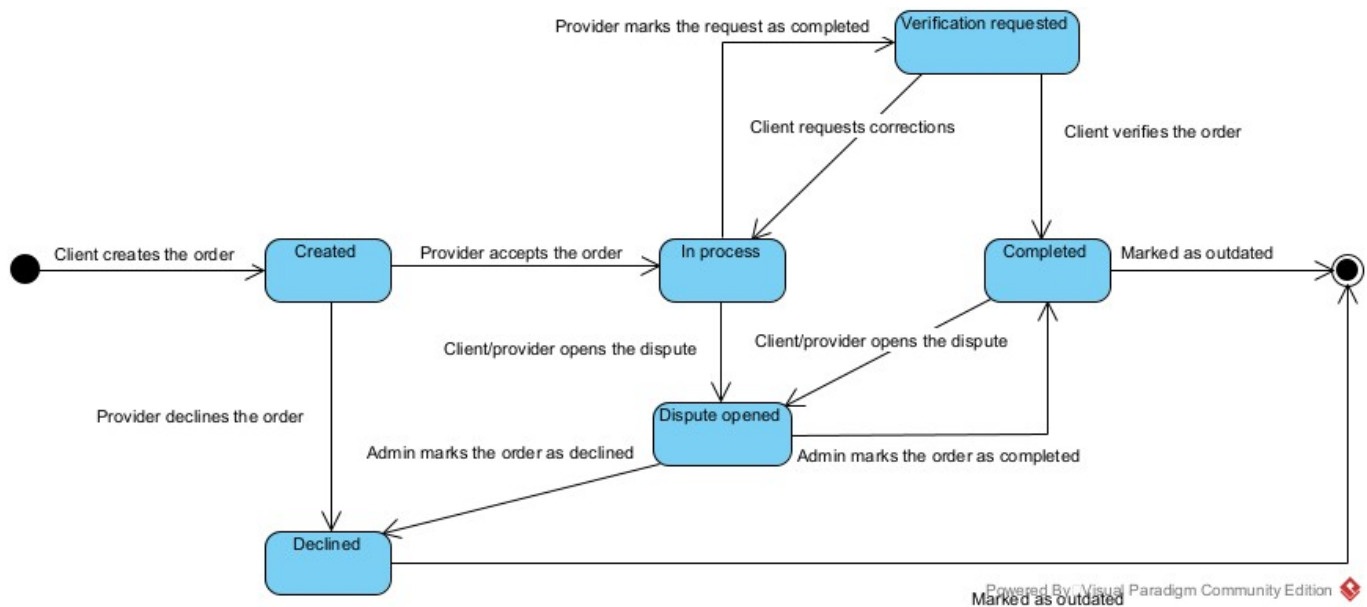 Provider marks the request as completed
Verification requested
Client requests corrections
Client verifies the order
Client creates the order
Created
Provider accepts the order
In process
Completed
Marked as outdated
Client/provider opens the dispute
Client/provider opens the dispute
Provider declines the order
Dispute opened
Admin marks the order as declined
Admin marks the order as completed
Declined
Powered By Visual Paradigm Community Edition
Marked as outdated